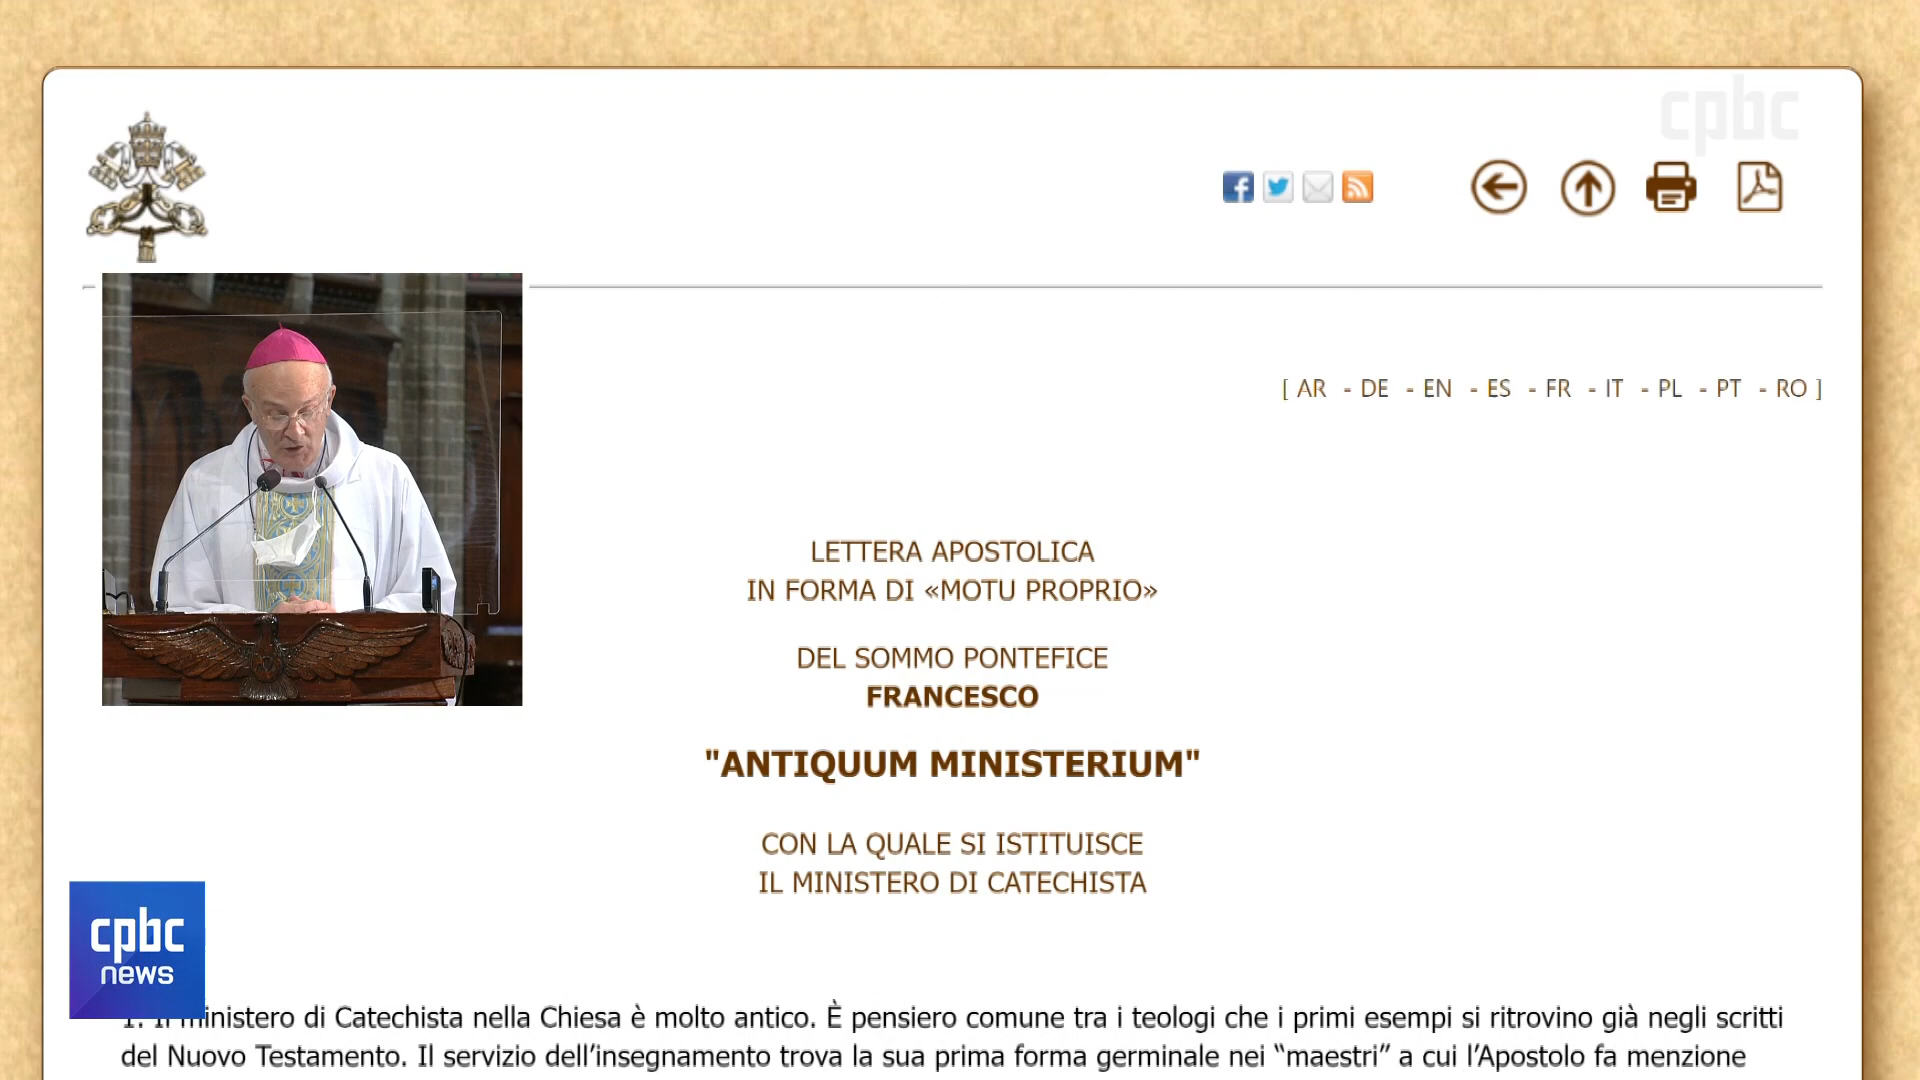 cpbc
[ AR - DE - EN - ES - FR - IT - PL - PT - RO ]
LETTERA APOSTOLICA
IN FORMA DI «MOTU PROPRIO»
DEL SOMMO PONTEFICE
FRANCESCO
"ANTIQUUM MINISTERIUM"
CON LA QUALE SI ISTITUISCE
IL MINISTERO DI CATECHISTA
cpbc
news
1. Il ministero di Catechista nella Chiesa è molto antico. È pensiero comune tra i teologi che i primi esempi si ritrovino già negli scritti
del Nuovo Testamento. Il servizio dell’insegnamento trova la sua prima forma germinale nei “maestri” a cui l’Apostolo fa menzione